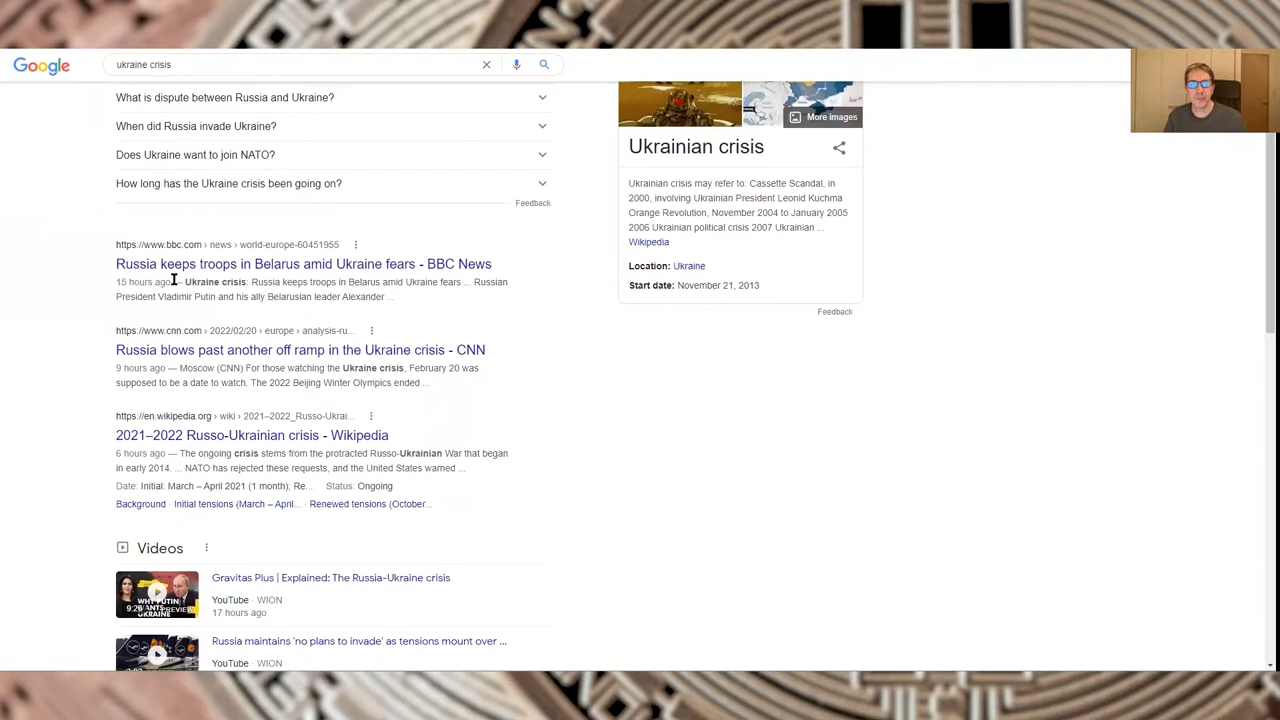 Google
ukraine crisis
What is dispute between Russia and Ukraine?
When did Russia invade Ukraine?
Does Ukraine want to join NATO?
How long has the Ukraine crisis been going on?
Feedback
https://www.bbc.com › news › world-europe-60451955
Russia keeps troops in Belarus amid Ukraine fears - BBC News
15 hours ago — Ukraine crisis: Russia keeps troops in Belarus amid Ukraine fears ... Russian
President Vladimir Putin and his ally Belarusian leader Alexander ...
https://www.cnn.com › 2022/02/20 › europe › analysis-ru...
Russia blows past another off ramp in the Ukraine crisis - CNN
9 hours ago — Moscow (CNN) For those watching the Ukraine crisis, February 20 was
supposed to be a date to watch. The 2022 Beijing Winter Olympics ended ...
https://en.wikipedia.org › wiki › 2021–2022_Russo-Ukrai...
2021–2022 Russo-Ukrainian crisis - Wikipedia
6 hours ago — The ongoing crisis stems from the protracted Russo-Ukrainian War that began
in early 2014. ... NATO has rejected these requests, and the United States warned ...
Date: Initial: March – April 2021 (1 month); Re... Status: Ongoing
Background · Initial tensions (March – April... · Renewed tensions (October...
Videos
WHY PUTIN
WANTS
UKRAINE
9:26
PREVIEW
Gravitas Plus | Explained: The Russia-Ukraine crisis
YouTube · WION
17 hours ago
Russia maintains 'no plans to invade' as tensions mount over ...
YouTube · WION
More images
Ukrainian crisis
Ukrainian crisis may refer to: Cassette Scandal, in
2000, involving Ukrainian President Leonid Kuchma
Orange Revolution, November 2004 to January 2005
2006 Ukrainian political crisis 2007 Ukrainian ...
Wikipedia
Location: Ukraine
Start date: November 21, 2013
Feedback